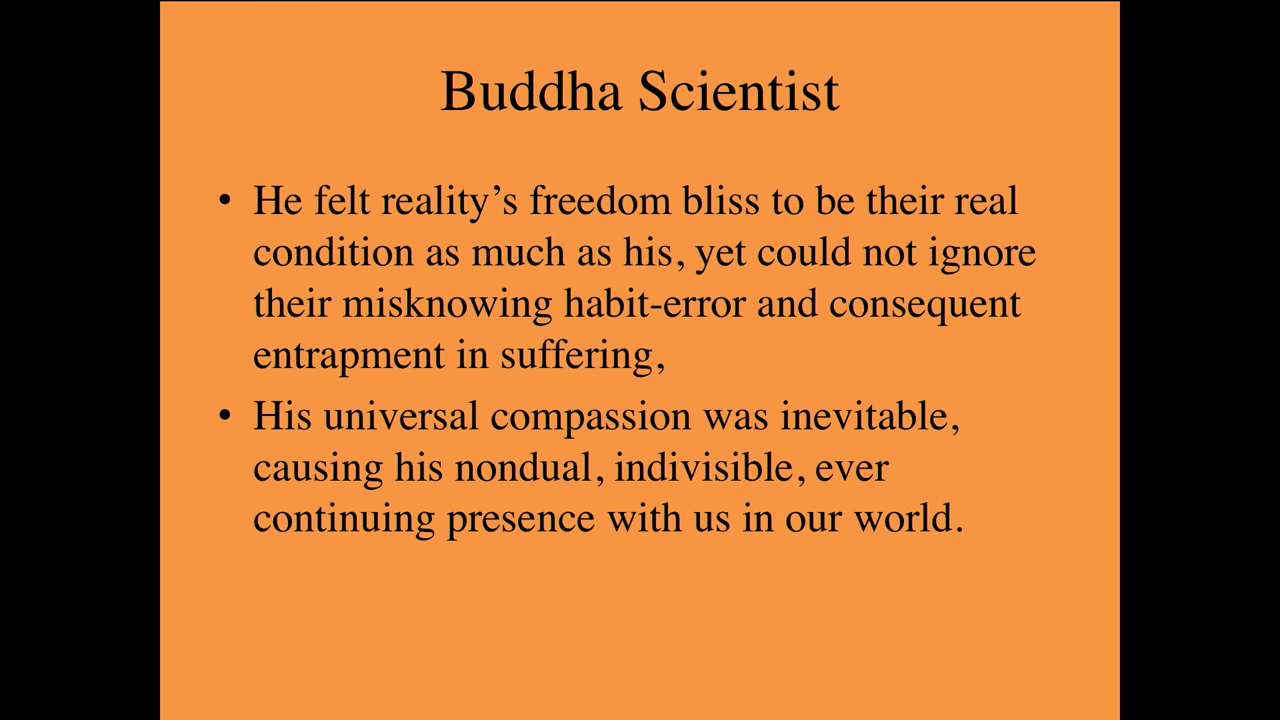 Buddha Scientist
• He felt reality’s freedom bliss to be their real
condition as much as his, yet could not ignore
their misknowing habit-error and consequent
entrapment in suffering,
• His universal compassion was inevitable,
causing his nondual, indivisible, ever
continuing presence with us in our world.